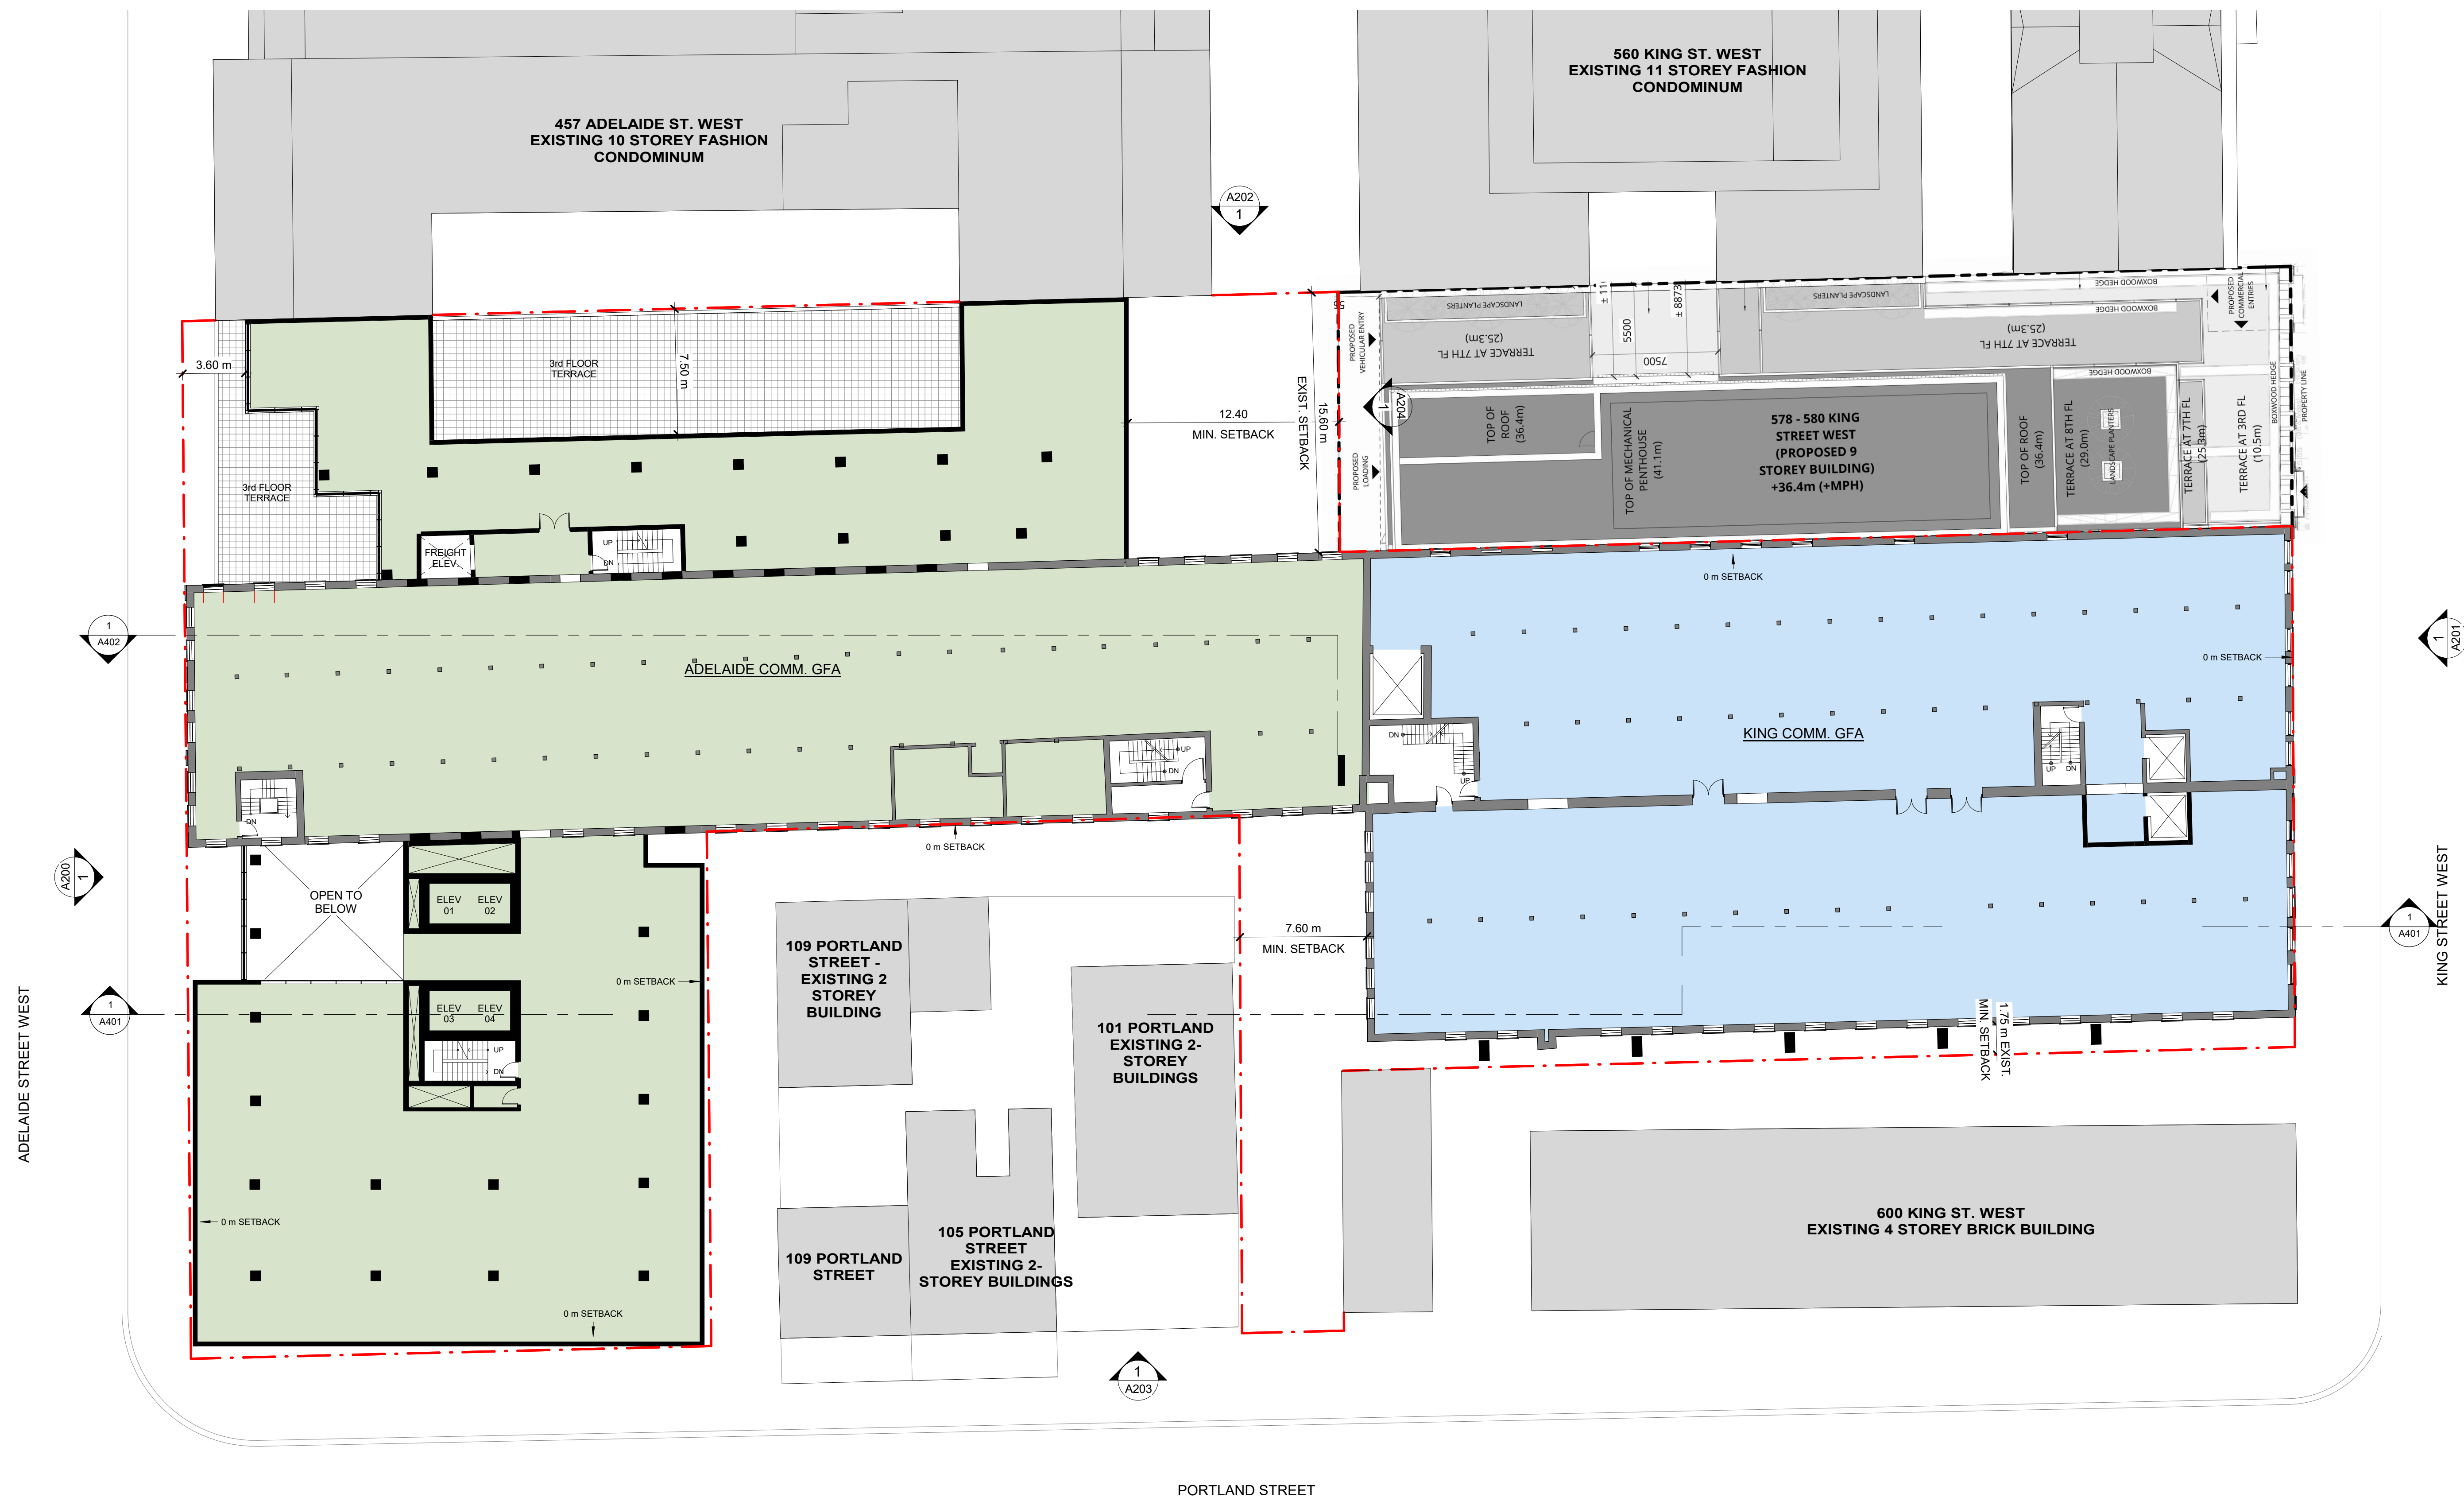 560 KING ST. WEST
EXISTING 11 STOREY FASHION
CONDOMINUM
457 ADELAIDE ST. WEST
EXISTING 10 STOREY FASHION
CONDOMINUM
A202
1
3.60 m
3rd FLOOR
TERRACE
7.50 m
3rd FLOOR
TERRACE
12.40
MIN. SETBACK
EXIST. SETBACK
15.60 m
PROPOSED
VEHICULAR ENTRY
PROPOSED
LOADING
A204
1
LANDSCAPE PLANTERS
TERRACE AT 7TH FL
(25.3m)
5500
± 8873
7500
LANDSCAPE PLANTERS
TERRACE AT 7TH FL
(25.3m)
BOXWOOD HEDGE
BOXWOOD HEDGE
BOXWOOD HEDGE
PROPOSED
COMMERCIAL
ENTRIES
BOXWOOD HEDGE
PROPERTY LINE
TOP OF
ROOF
(36.4m)
TOP OF MECHANICAL
PENTHOUSE
(41.1m)
578 - 580 KING
STREET WEST
(PROPOSED 9
STOREY BUILDING)
+36.4m (+MPH)
TOP OF ROOF
(36.4m)
TERRACE AT 8TH FL
(29.0m)
LANDSCAPE PLANTERS
TERRACE AT 7TH FL
(25.3m)
TERRACE AT 3RD FL
(10.5m)
FREIGHT
ELEV.
UP
DN
0 m SETBACK
1
A402
ADELAIDE COMM. GFA
0 m SETBACK
1
A201
KING COMM. GFA
DN
UP
UP
DN
UP
DN
DN
0 m SETBACK
A200
1
OPEN TO
BELOW
ELEV
01
ELEV
02
0 m SETBACK
ELEV
03
ELEV
04
UP
DN
1
A401
1
A401
7.60 m
MIN. SETBACK
109 PORTLAND
STREET -
EXISTING 2
STOREY
BUILDING
101 PORTLAND
EXISTING 2-
STOREY
BUILDINGS
1.75 m EXIST.
MIN. SETBACK
ADELAIDE STREET WEST
KING STREET WEST
0 m SETBACK
0 m SETBACK
109 PORTLAND
STREET
105 PORTLAND
STREET
EXISTING 2-
STOREY BUILDINGS
600 KING ST. WEST
EXISTING 4 STOREY BRICK BUILDING
1
A203
PORTLAND STREET